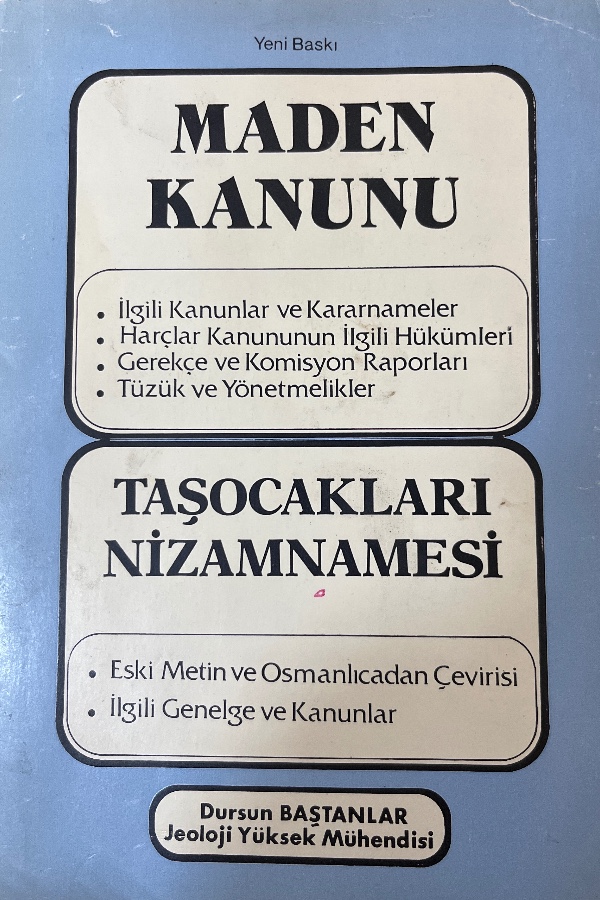 Yeni Baskı
MADEN
KANUNU
• İlgili Kanunlar ve Kararnameler
• Harçlar Kanununun İlgili Hükümleri
• Gerekçe ve Komisyon Raporları
• Tüzük ve Yönetmelikler
TAŞOCAKLARI
NİZAMNAMESİ
• Eski Metin ve Osmanlıcadan Çevirisi
• İlgili Genelge ve Kanunlar
Dursun BAŞTANLAR
Jeoloji Yüksek Mühendisi